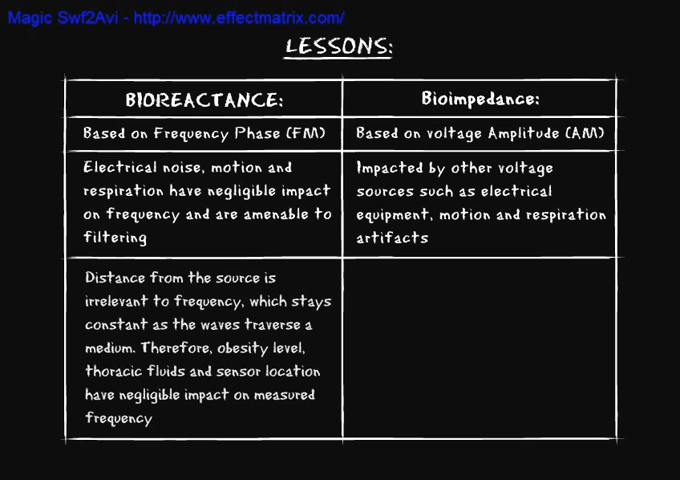 Magic Swf2Avi - http://www.effectmatrix.com/
LESSONS:
BIOREACTANCE:
Bioimpedance:
Based on Frequency Phase (FM)
Based on voltage Amplitude (AM)
Electrical noise, motion and
respiration have negligible impact
on frequency and are amenable to
filtering
Impacted by other voltage
sources such as electrical
equipment, motion and respiration
artifacts
Distance from the source is
irrelevant to frequency, which stays
constant as the waves traverse a
medium. Therefore, obesity level,
thoracic fluids and sensor location
have negligible impact on measured
frequency